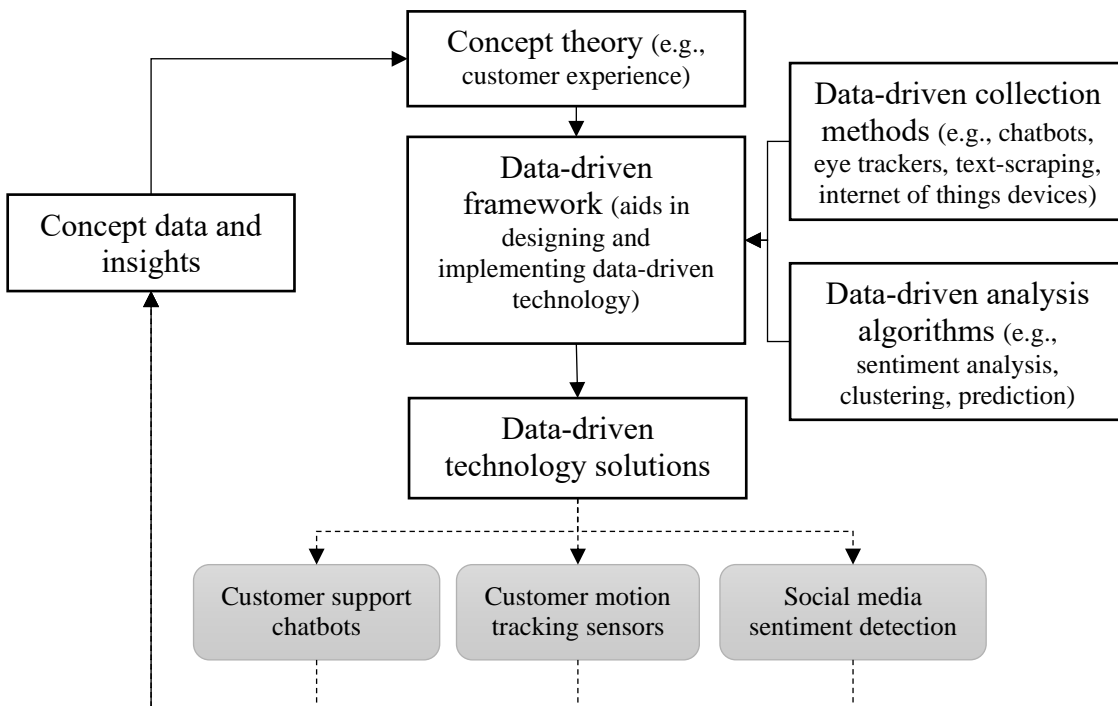 Concept theory (e.g.,
customer experience)
Data-driven collection
methods (e.g., chatbots,
eye trackers, text-scraping,
internet of things devices)
Data-driven
framework (aids in
designing and
implementing data-driven
technology)
Concept data and
insights
Data-driven analysis
algorithms (e.g.,
sentiment analysis,
clustering, prediction)
Data-driven
technology solutions
Customer support
chatbots
Customer motion
tracking sensors
Social media
sentiment detection